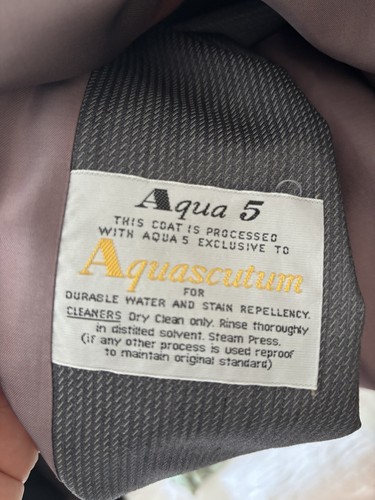 Aqua 5
THIS COAT IS PROCESSED
WITH AQUA 5 EXCLUSIVE TO
Aquascutum
FOR
DURABLE WATER AND STAIN REPELLENCY.
CLEANERS Dry Clean only. Rinse thoroughly
in distilled solvent. Steam Press.
(if any other process is used reproof
to maintain original standard)